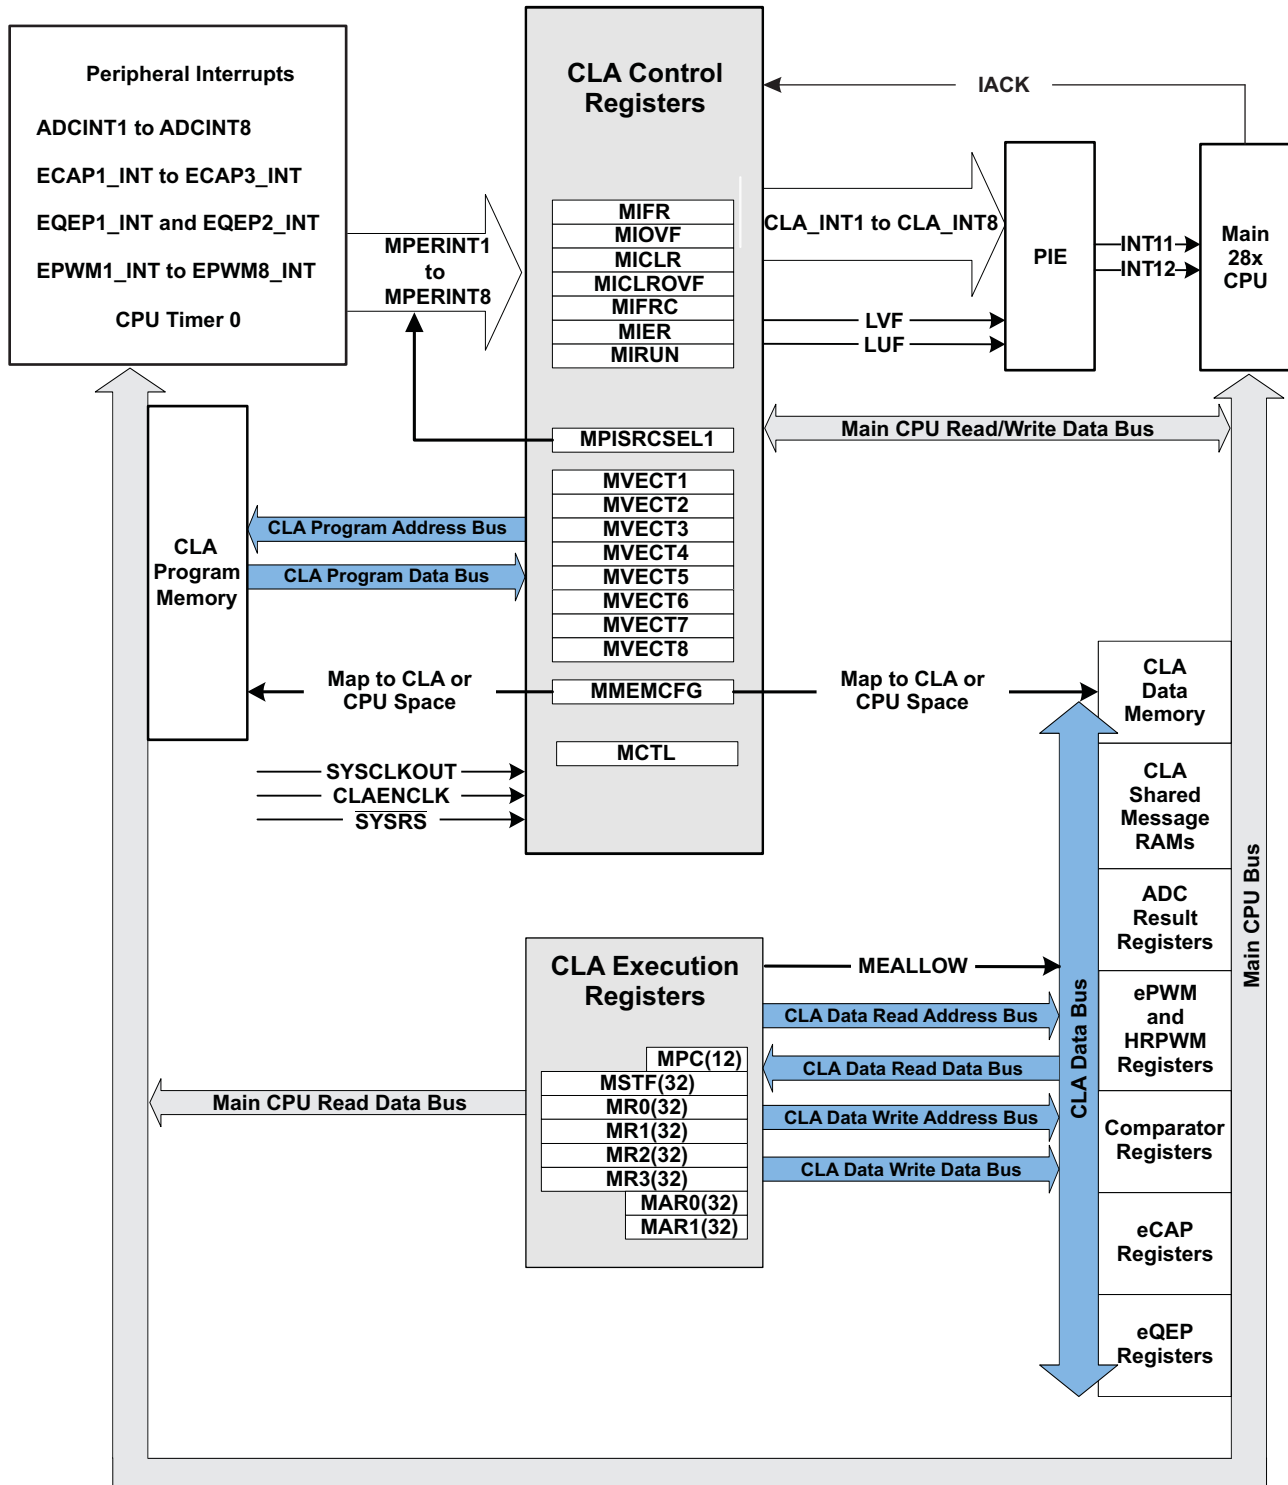 Peripheral Interrupts
ADCINT1 to ADCINT8
ECAP1_INT to ECAP3_INT
EQEP1_INT and EQEP2_INT
EPWM1_INT to EPWM8_INT
CPU Timer 0
MPERINT1
to
MPERINT8
CLA Control
Registers
MIFR
MIOVF
MICLR
MICLROVF
MIFRC
MIER
MIRUN
MPISRCSEL1
MVECT1
MVECT2
MVECT3
MVECT4
MVECT5
MVECT6
MVECT7
MVECT8
MMEMCFG
MCTL
IACK
CLA_INT1 to CLA_INT8
LVF
LUF
PIE
INT11
INT12
Main
28x
CPU
Main CPU Read/Write Data Bus
CLA Program Address Bus
CLA Program Data Bus
CLA
Program
Memory
Map to CLA or
CPU Space
Map to CLA or
CPU Space
SYSCLKOUT
CLAENCLK
SYSRS
CLA
Data
Memory
CLA
Shared
Message
RAMs
ADC
Result
Registers
ePWM
and
HRPWM
Registers
Comparator
Registers
eCAP
Registers
eQEP
Registers
Main CPU Bus
CLA Data Bus
CLA Execution
Registers
MPC(12)
MSTF(32)
MR0(32)
MR1(32)
MR2(32)
MR3(32)
MAR0(32)
MAR1(32)
MEALLOW
CLA Data Read Address Bus
CLA Data Read Data Bus
CLA Data Write Address Bus
CLA Data Write Data Bus
Main CPU Read Data Bus